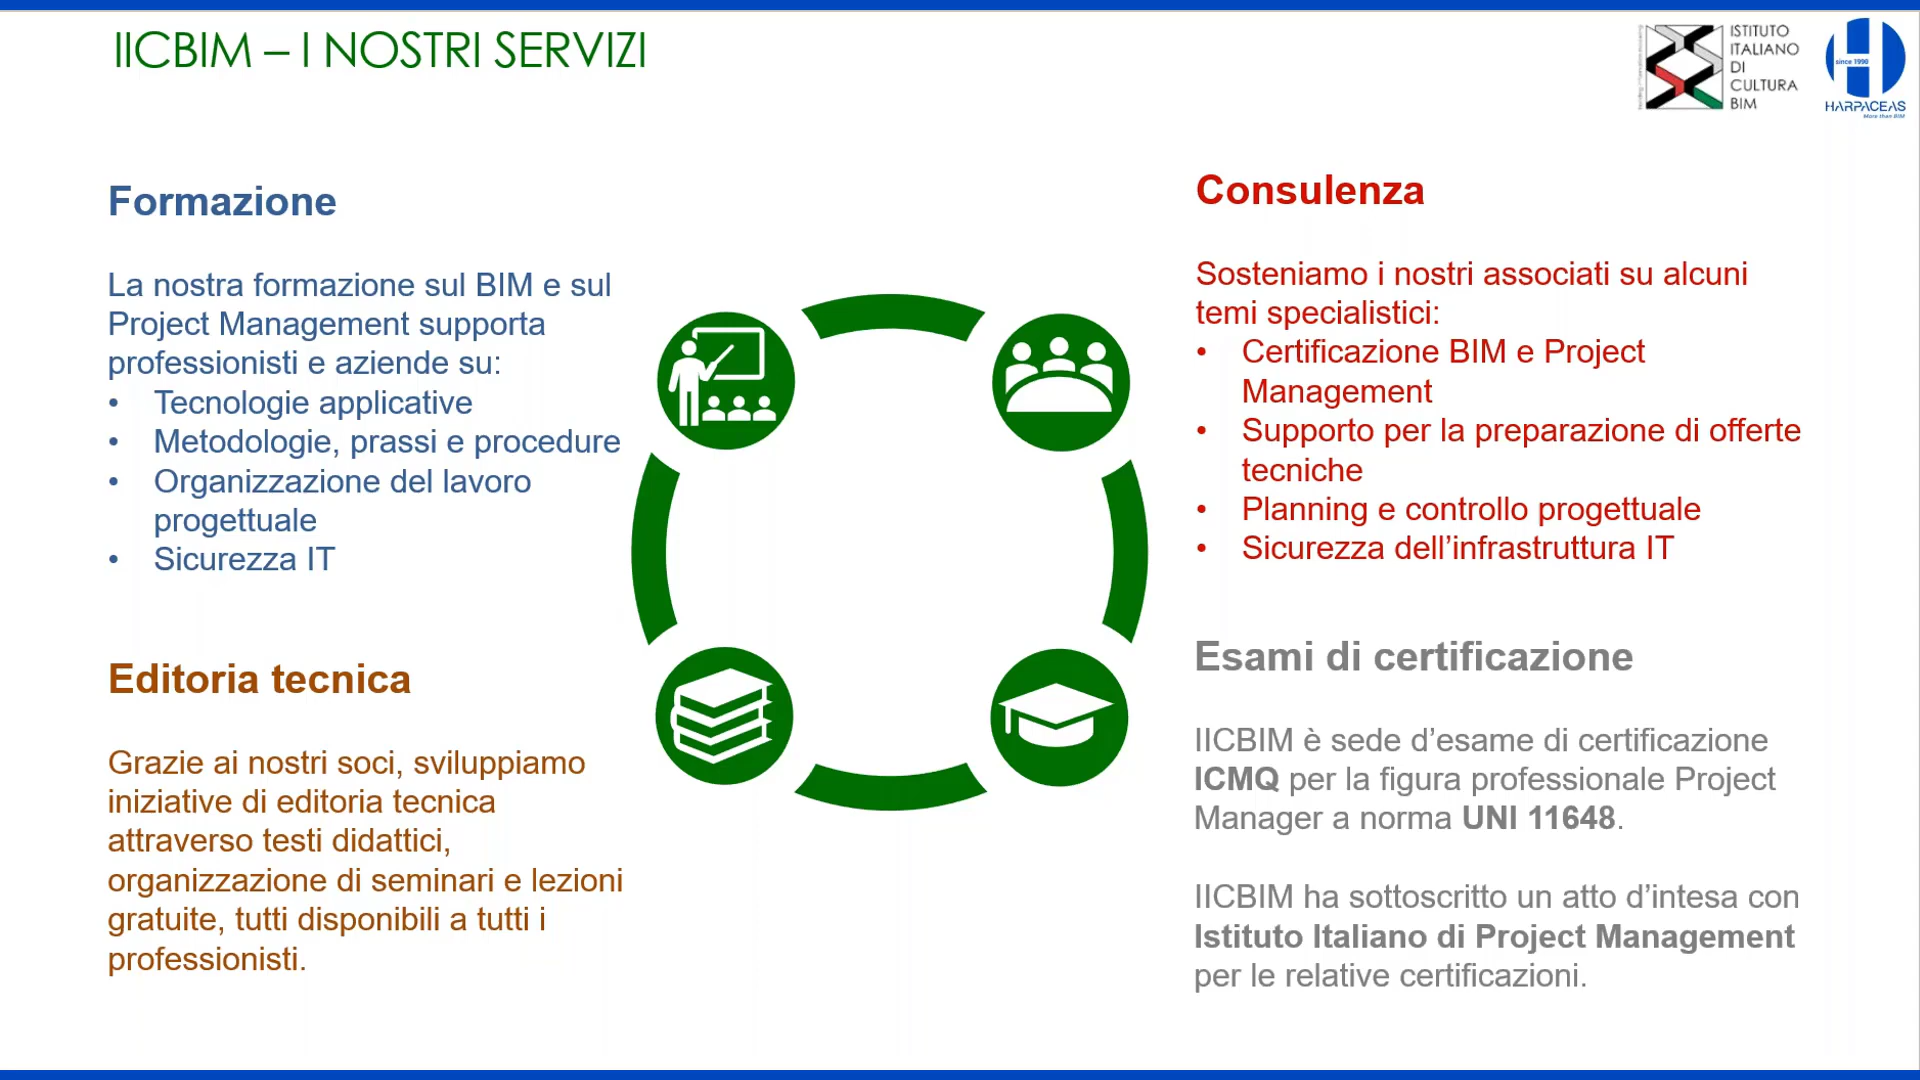 IICBIM – I NOSTRI SERVIZI
ISTITUTO
ITALIANO
DI
CULTURA
BIM
since 1990
HARPACEAS
More than BIM
Formazione
La nostra formazione sul BIM e sul
Project Management supporta
professionisti e aziende su:
• Tecnologie applicative
• Metodologie, prassi e procedure
• Organizzazione del lavoro
progettuale
• Sicurezza IT
Editoria tecnica
Grazie ai nostri soci, sviluppiamo
iniziative di editoria tecnica
attraverso testi didattici,
organizzazione di seminari e lezioni
gratuite, tutti disponibili a tutti i
professionisti.
Consulenza
Sosteniamo i nostri associati su alcuni
temi specialistici:
• Certificazione BIM e Project
Management
• Supporto per la preparazione di offerte
tecniche
• Planning e controllo progettuale
• Sicurezza dell’infrastruttura IT
Esami di certificazione
IICBIM è sede d’esame di certificazione
ICMQ per la figura professionale Project
Manager a norma UNI 11648.
IICBIM ha sottoscritto un atto d’intesa con
Istituto Italiano di Project Management
per le relative certificazioni.